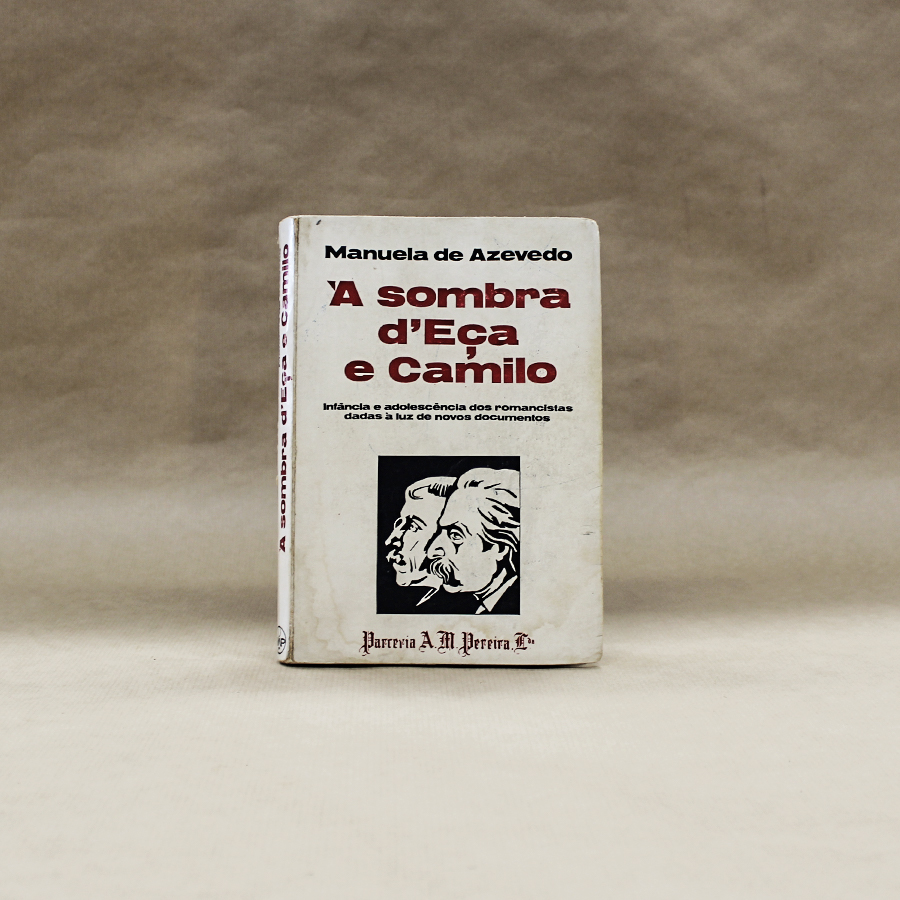 Manuela de Azevedo
À sombra
d'Eça
e Camilo
infância e adolescência dos romancistas
dadas à luz de novos documentos
Parceria A. M. Pereira, Lda
À sombra d'Eça e Camilo